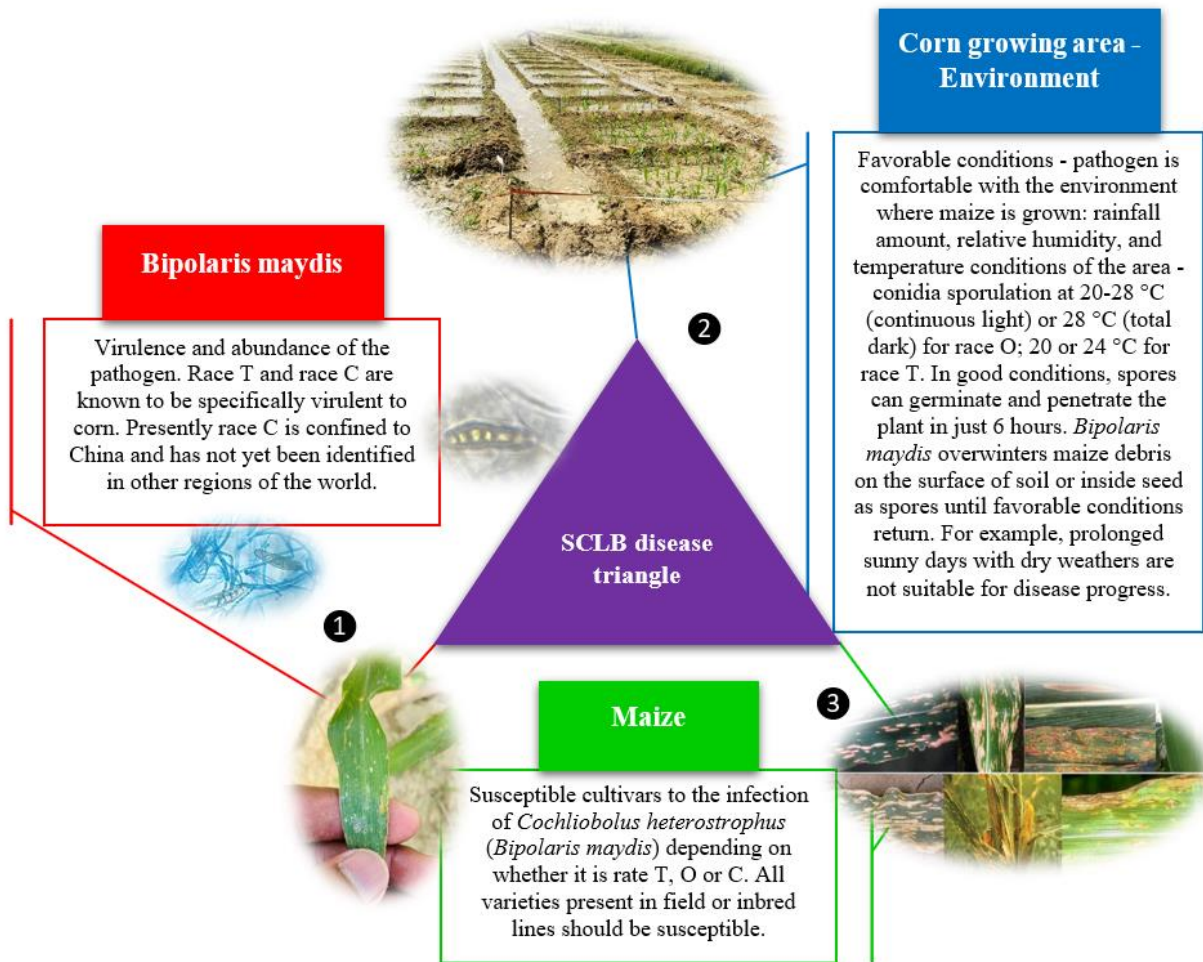 Corn growing area -
Environment
Favorable conditions - pathogen is
comfortable with the environment
where maize is grown: rainfall
amount, relative humidity, and
temperature conditions of the area -
conidia sporulation at 20-28 °C
(continuous light) or 28 °C (total
dark) for race O; 20 or 24 °C for
race T. In good conditions, spores
can germinate and penetrate the
plant in just 6 hours. Bipolaris
maydis overwinters maize debris
on the surface of soil or inside seed
as spores until favorable conditions
return. For example, prolonged
sunny days with dry weathers are
not suitable for disease progress.
Bipolaris maydis
Virulence and abundance of the
pathogen. Race T and race C are
known to be specifically virulent to
corn. Presently race C is confined to
China and has not yet been identified
in other regions of the world.
2
SCLB disease
triangle
1
3
Maize
Susceptible cultivars to the infection
of Cochliobolus heterostrophus
(Bipolaris maydis) depending on
whether it is rate T, O or C. All
varieties present in field or inbred
lines should be susceptible.